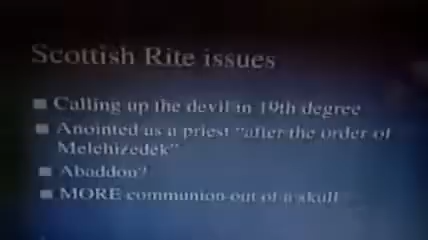 Scottish Rite issues
Calling up the devil in 19th degree
Anointed as a priest "after the order of
Melchizedek"
Abaddon?
MORE communion out of a skull